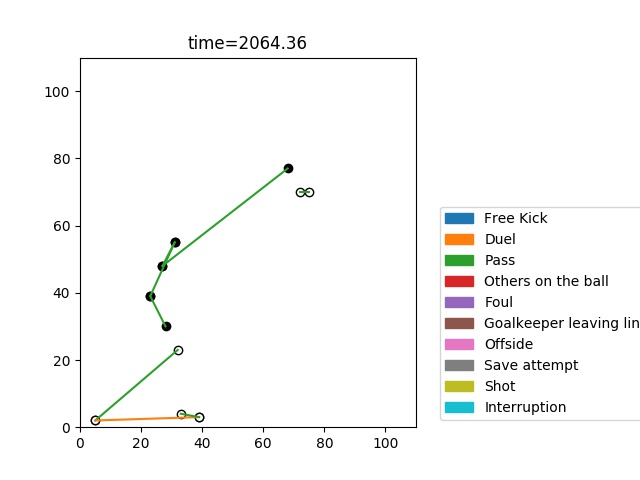 time=2064.36
100
80
60
40
20
0
0 20 40 60 80 100
Free Kick
Duel
Pass
Others on the ball
Foul
Goalkeeper leaving lin
Offside
Save attempt
Shot
Interruption